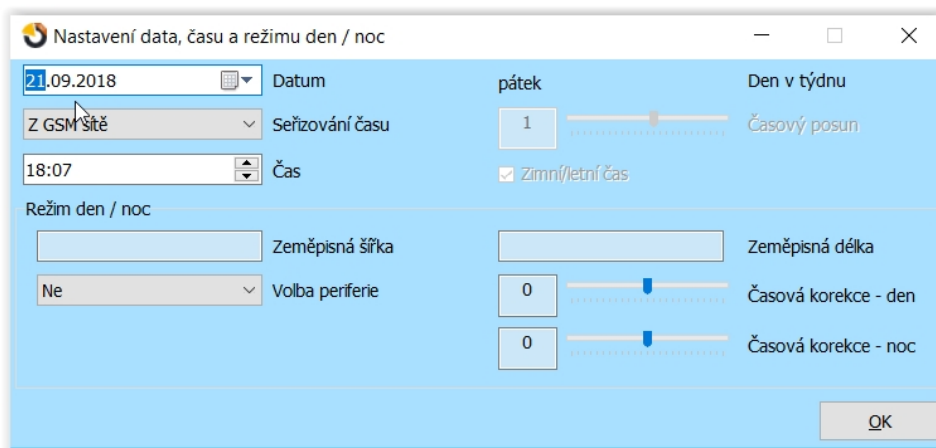 Nastavení data, času a režimu den / noc
21.09.2018 Datum pátek Den v týdnu
Z GSM sítě Seřizování času 1 Časový posun
18:07 Čas Zimní/letní čas
Režim den / noc
Zeměpisná šířka Zeměpisná délka
Ne Volba periferie 0 Časová korekce - den
0 Časová korekce - noc
OK